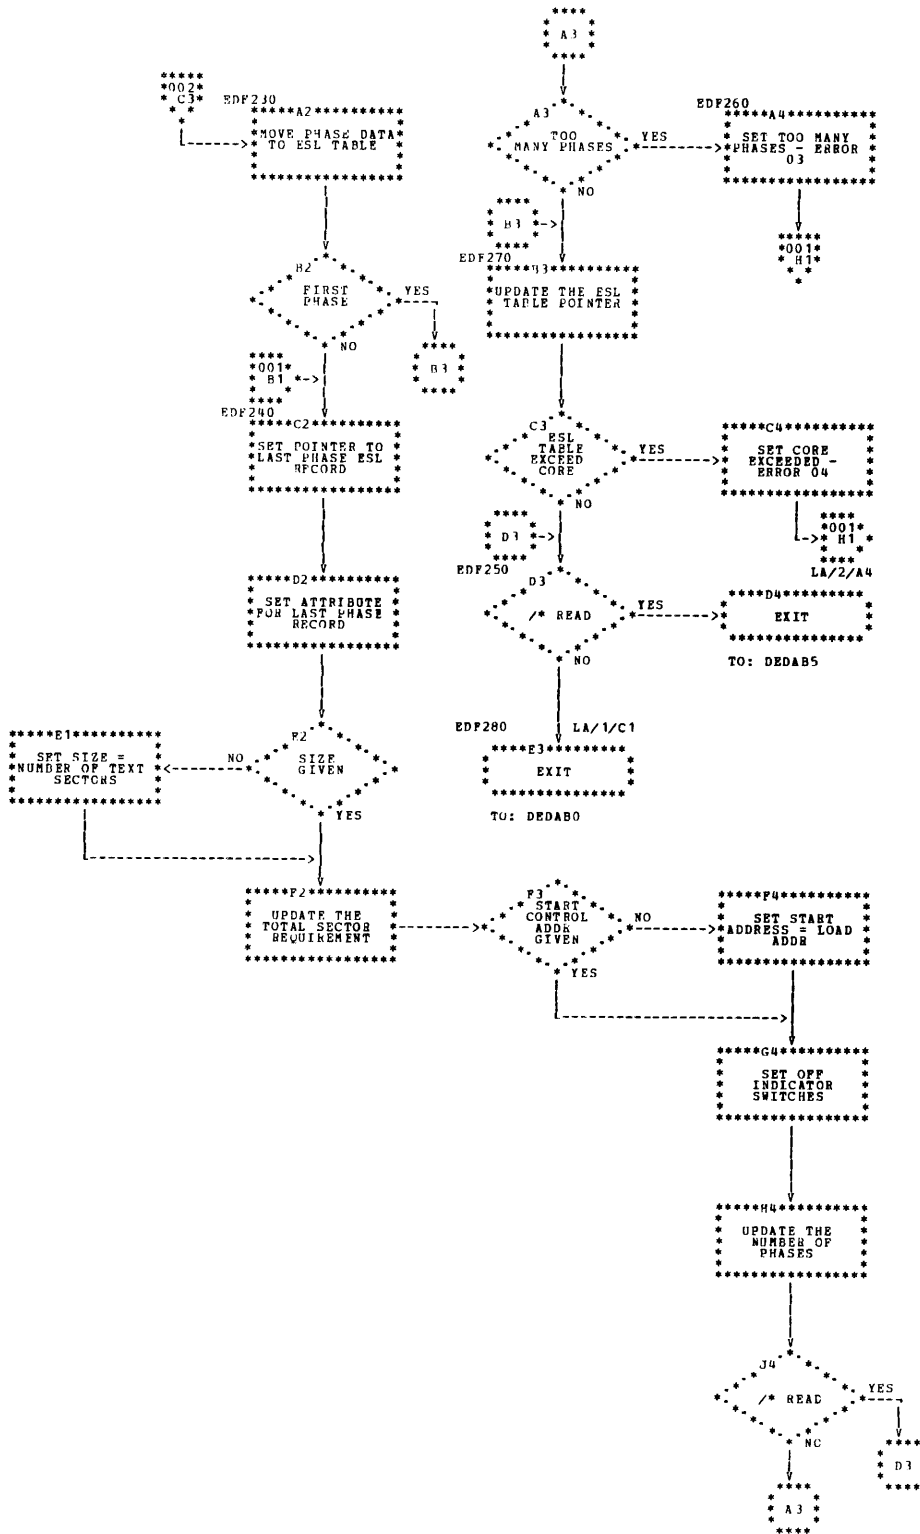 A3
002
C3
EDF230
A2
MOVE PHASE DATA
TO ESL TABLE
A3
TOO
MANY PHASES
YES
NO
EDF260
A4
SET TOO MANY
PHASES - ERROR
03
001
H1
B3
EDF270
B3
UPDATE THE ESL
TABLE POINTER
B2
FIRST
PHASE
YES
NO
B3
001
B1
EDF240
C2
SET POINTER TO
LAST PHASE ESL
RECORD
C3
ESL
TABLE
EXCEED
CORE
YES
NO
C4
SET CORE
EXCEEDED -
ERROR 04
001
H1
LA/2/A4
D3
EDF250
D3
/* READ
YES
NO
D4
EXIT
TO: DEDAB5
D2
SET ATTRIBUTE
FOR LAST PHASE
RECORD
EDF280
LA/1/C1
E3
EXIT
TO: DEDAB0
E1
SET SIZE =
NUMBER OF TEXT
SECTORS
NO
E2
SIZE
GIVEN
YES
F2
UPDATE THE
TOTAL SECTOR
REQUIREMENT
F3
START
CONTROL
ADDR
GIVEN
NO
YES
F4
SET START
ADDRESS = LOAD
ADDR
G4
SET OFF
INDICATOR
SWITCHES
H4
UPDATE THE
NUMBER OF
PHASES
J4
/* READ
YES
NO
D3
A3